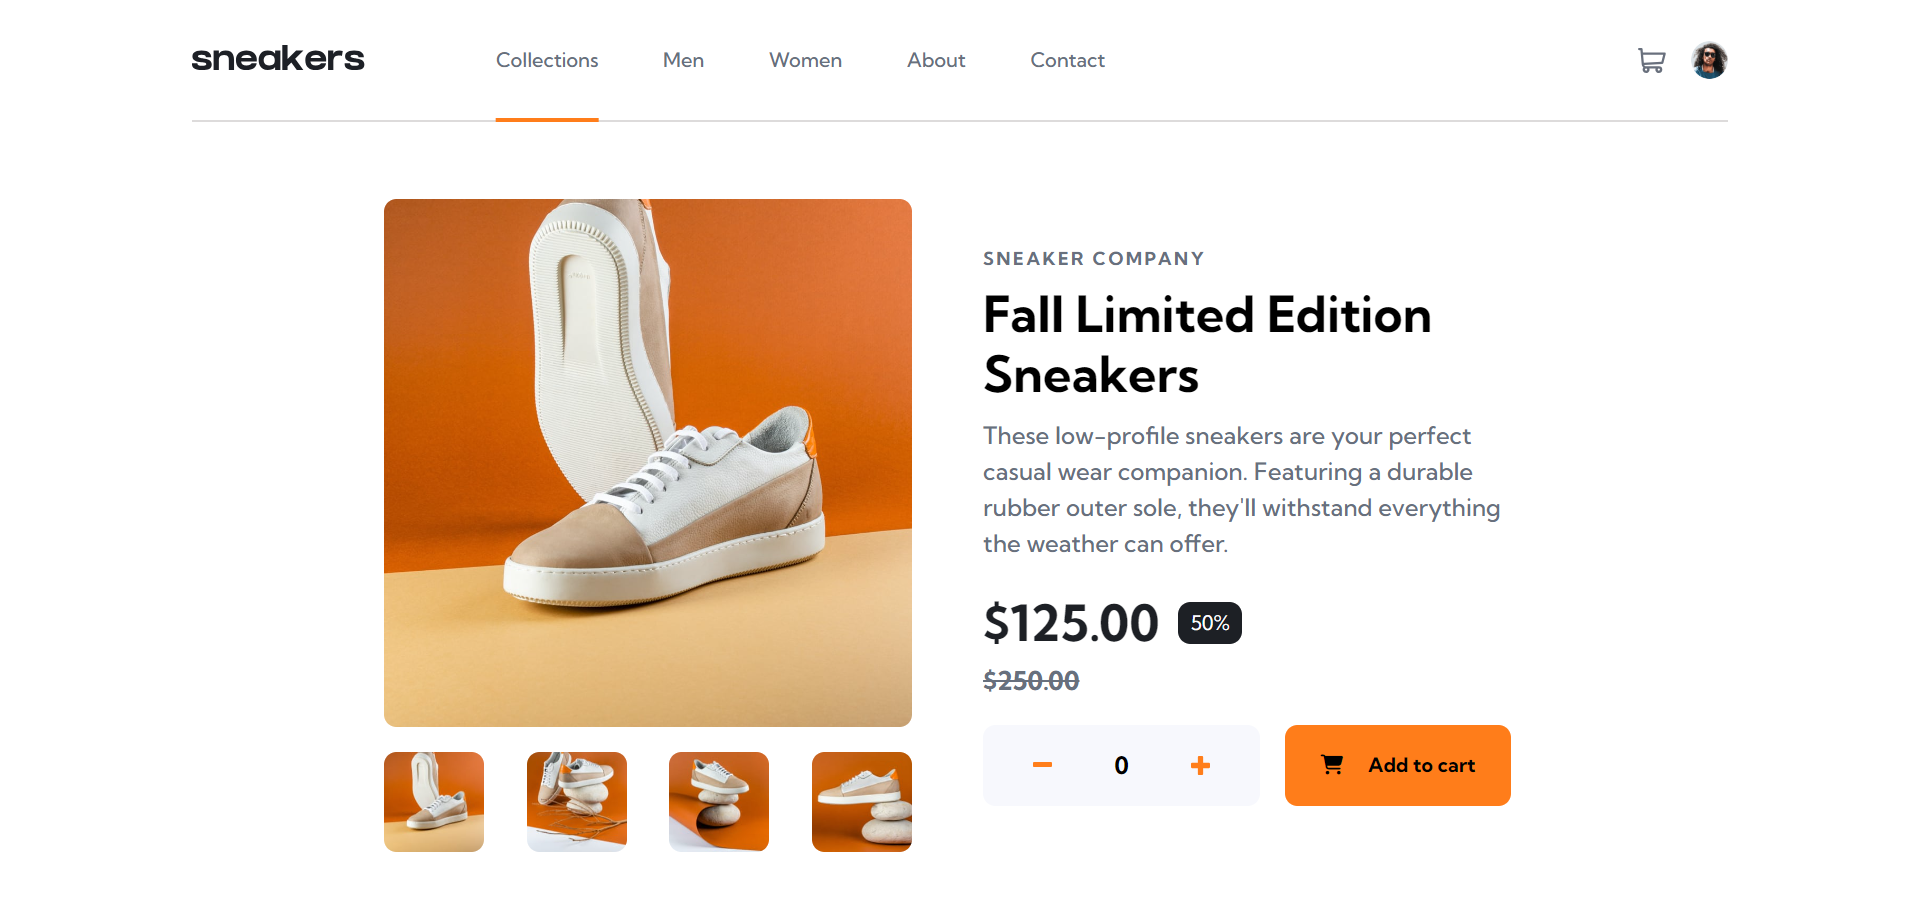 sneakers
Collections
Men
Women
About
Contact
SNEAKER COMPANY
Fall Limited Edition
Sneakers
These low-profile sneakers are your perfect
casual wear companion. Featuring a durable
rubber outer sole, they'll withstand everything
the weather can offer.
$125.00
50%
$250.00
0
Add to cart